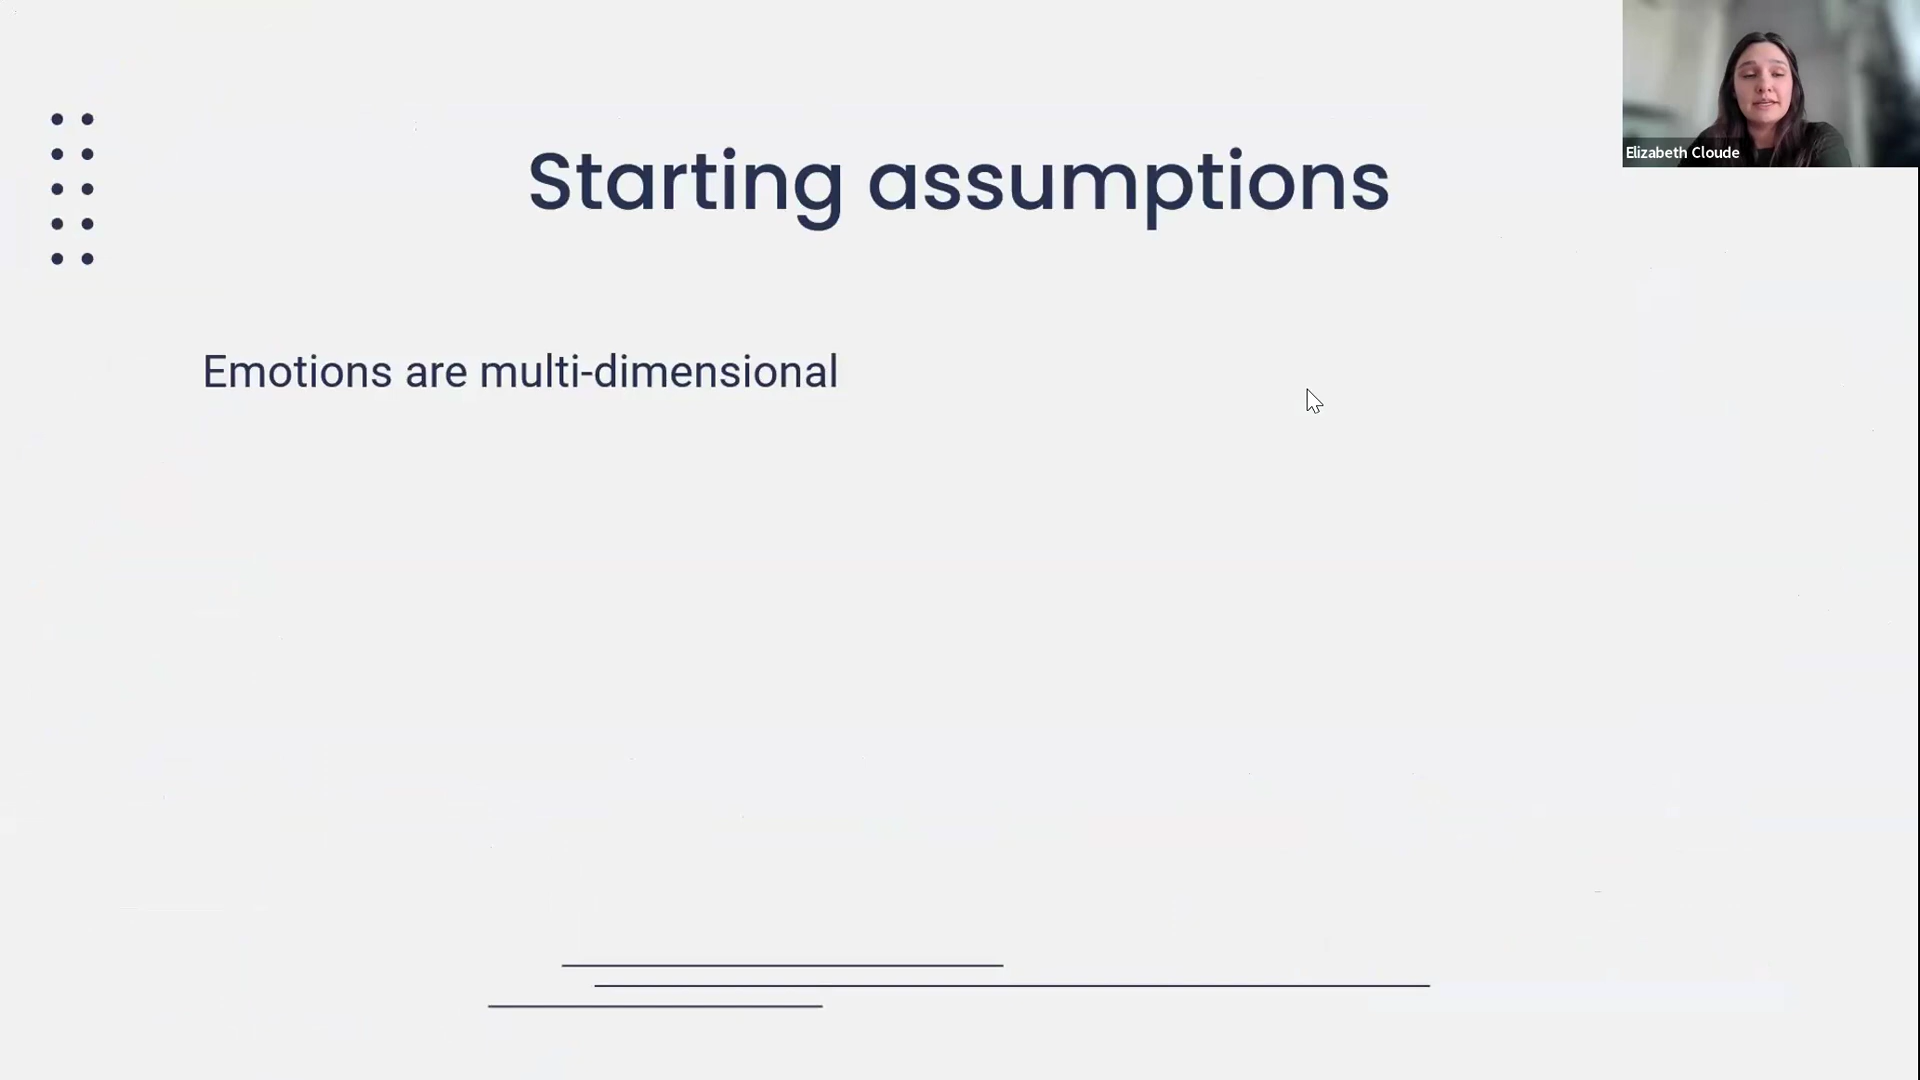 Starting assumptions
Elizabeth Cloude
Emotions are multi-dimensional